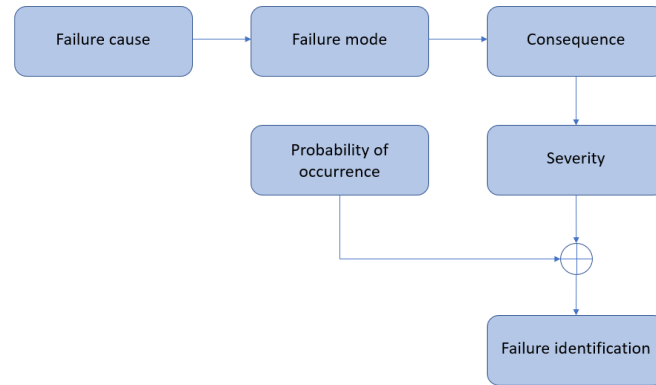 Failure cause
Failure mode
Consequence
Probability of
occurrence
Severity
Failure identification